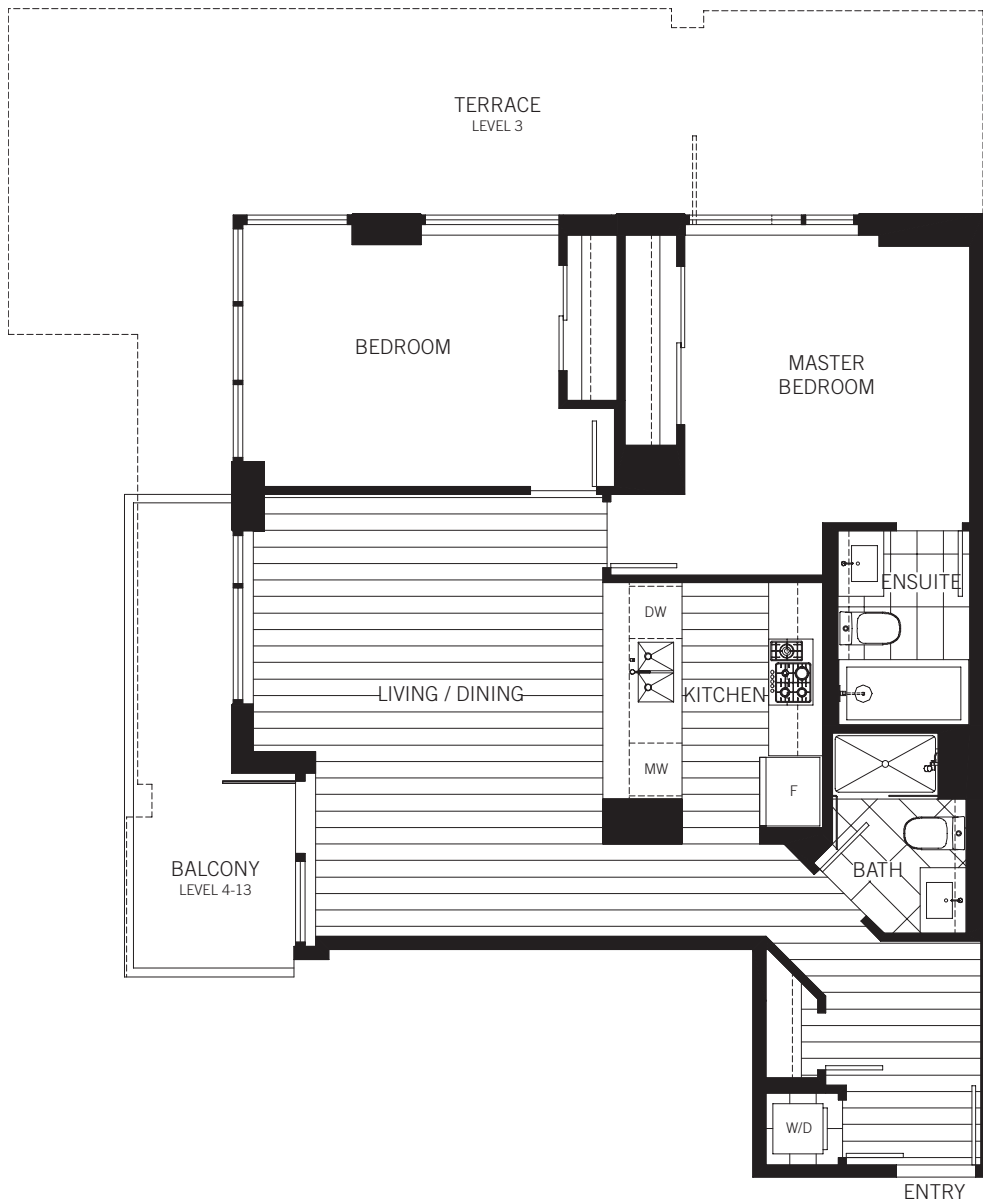 TERRACE
LEVEL 3
BEDROOM
MASTER
BEDROOM
ENSUITE
DW
LIVING / DINING
KITCHEN
MW
F
BALCONY
LEVEL 4-13
BATH
W/D
ENTRY